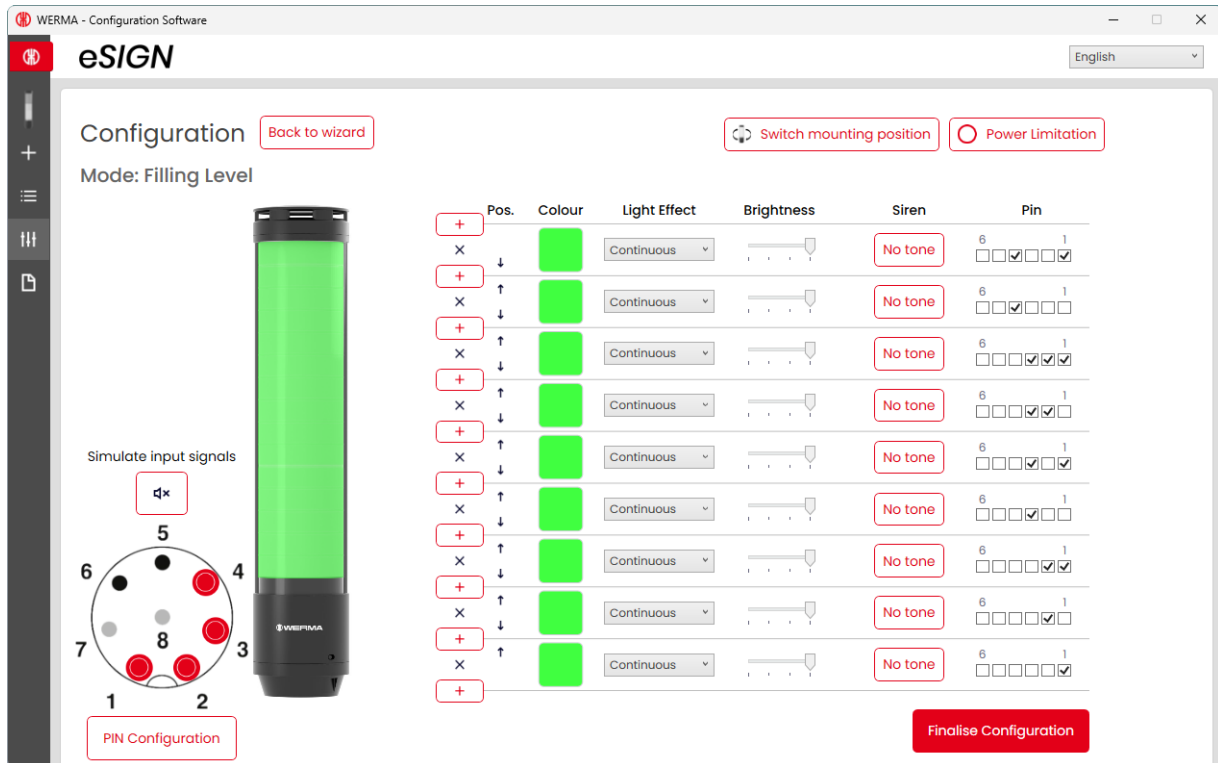 WERMA - Configuration Software
eSIGN
English
Configuration
Back to wizard
Switch mounting position
Power Limitation
Mode: Filling Level
Pos. Colour Light Effect Brightness Siren Pin
Continuous No tone 6 1
Continuous No tone 6 1
Continuous No tone 6 1
Continuous No tone 6 1
Continuous No tone 6 1
Continuous No tone 6 1
Continuous No tone 6 1
Continuous No tone 6 1
Continuous No tone 6 1
Simulate input signals
5
6 4
7 8 3
1 2
WERMA
PIN Configuration
Finalise Configuration